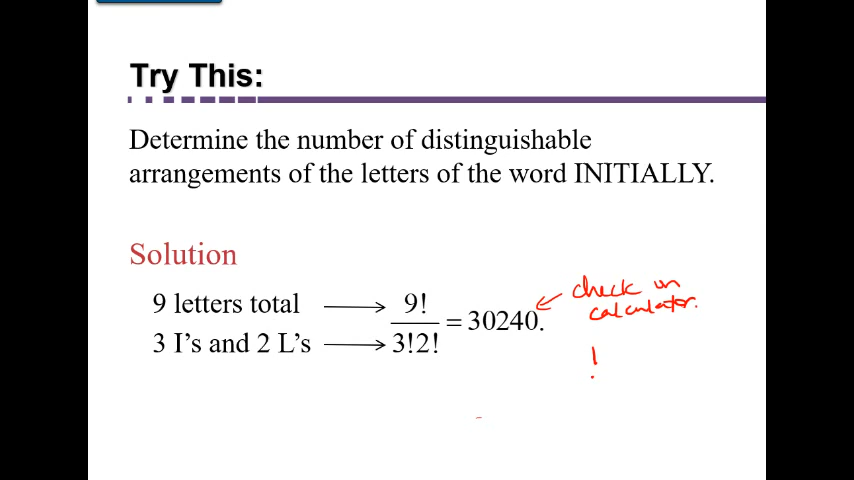 Try This:
Determine the number of distinguishable
arrangements of the letters of the word INITIALLY.
Solution
9 letters total → 9!
3 I's and 2 L's → 3!2!
= 30240.
check on
calculator.
!